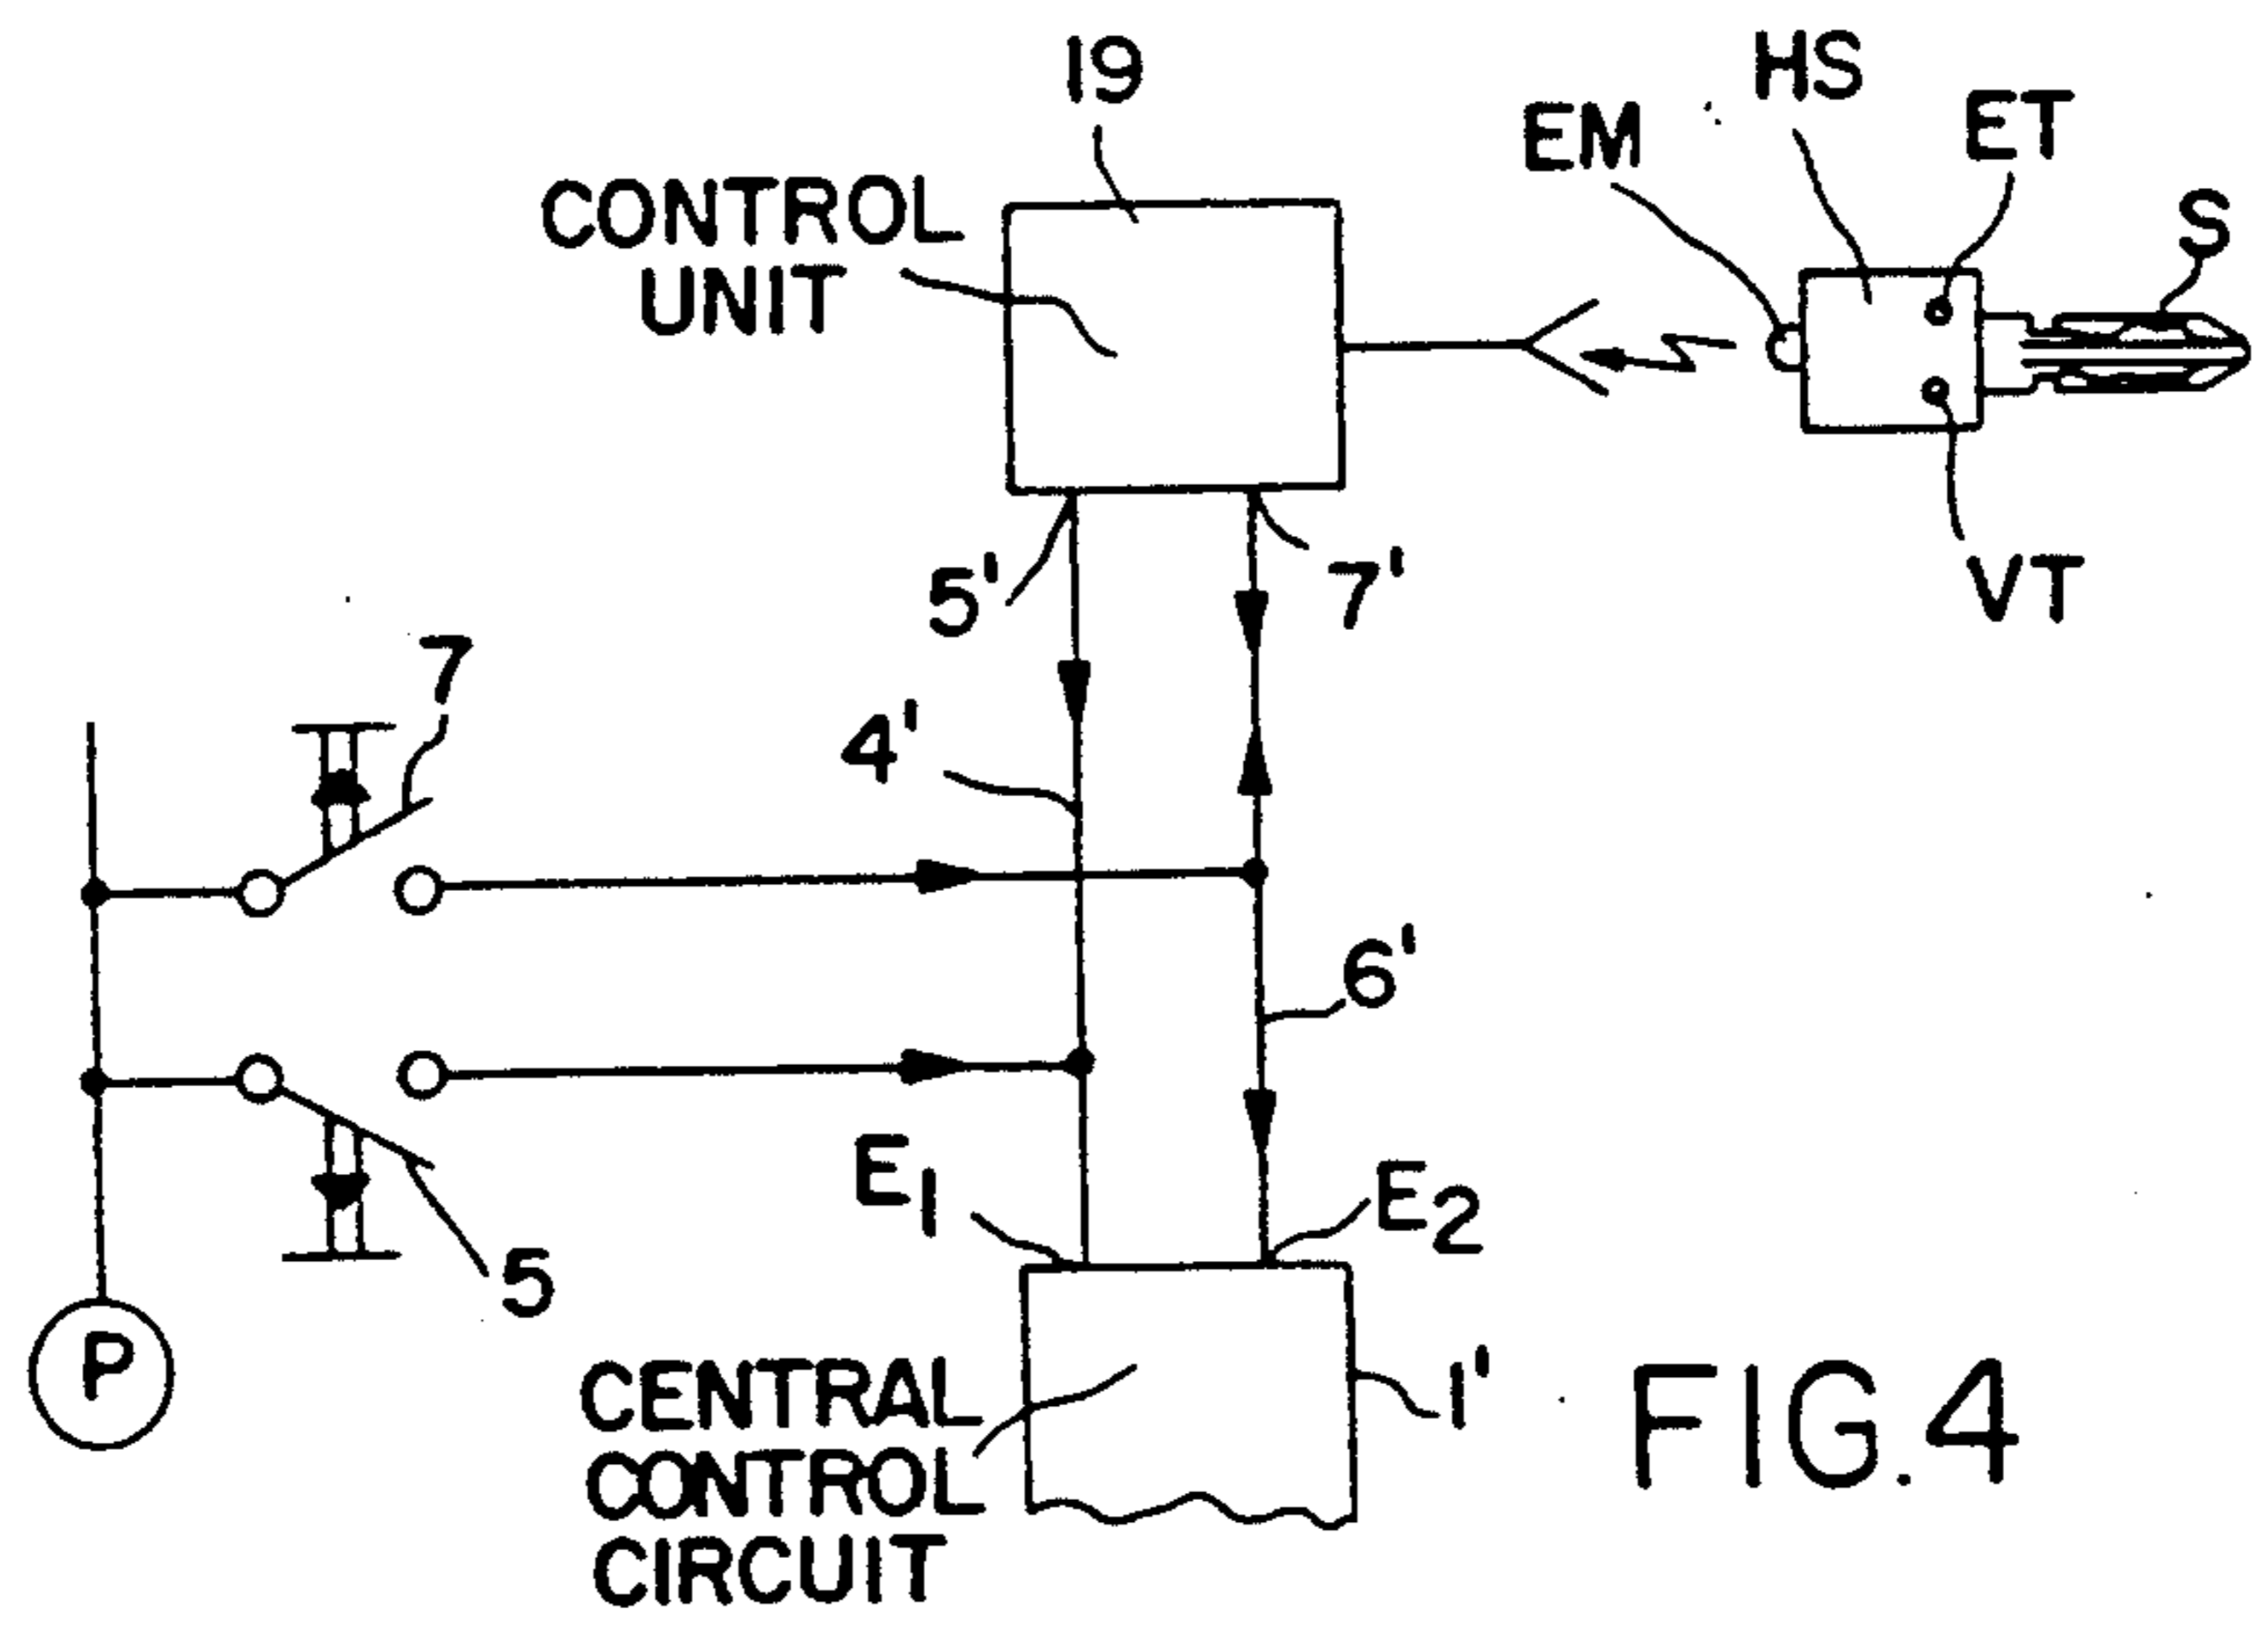 19
HS
EM
ET
S
CONTROL
UNIT
5'
7'
VT
7
4'
6'
E1
E2
5
P
CENTRAL
CONTROL
CIRCUIT
1'
FIG.4